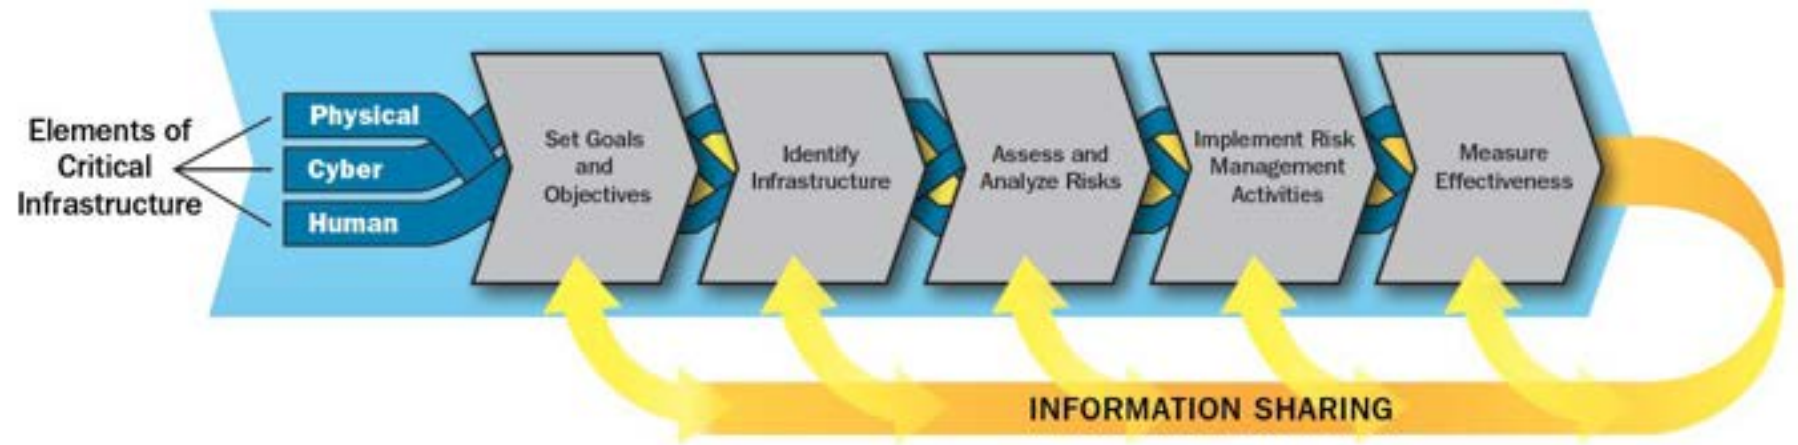 Elements of
Critical
Infrastructure
Physical
Cyber
Human
Set Goals
and
Objectives
Identify
Infrastructure
Assess and
Analyze Risks
Implement Risk
Management
Activities
Measure
Effectiveness
INFORMATION SHARING